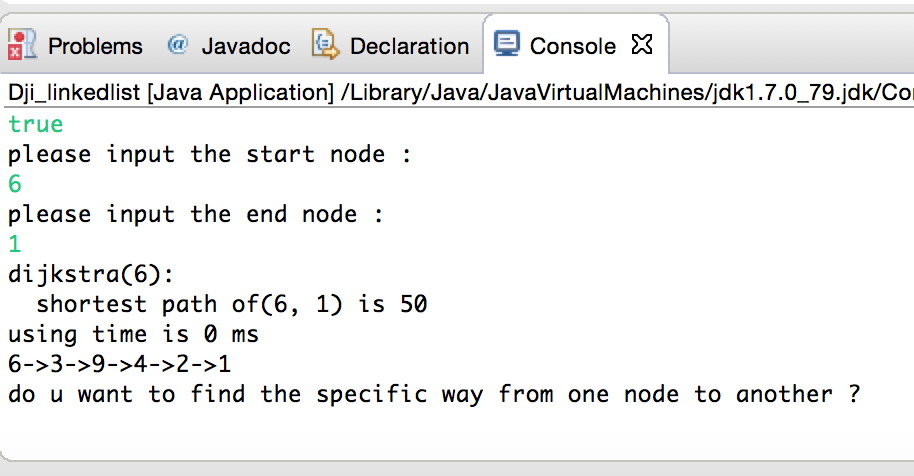 Problems @ Javadoc Declaration Console
Dji_linkedlist [Java Application] /Library/Java/JavaVirtualMachines/jdk1.7.0_79.jdk/Co
true
please input the start node :
6
please input the end node :
1
dijkstra(6):
  shortest path of(6, 1) is 50
using time is 0 ms
6->3->9->4->2->1
do u want to find the specific way from one node to another ?